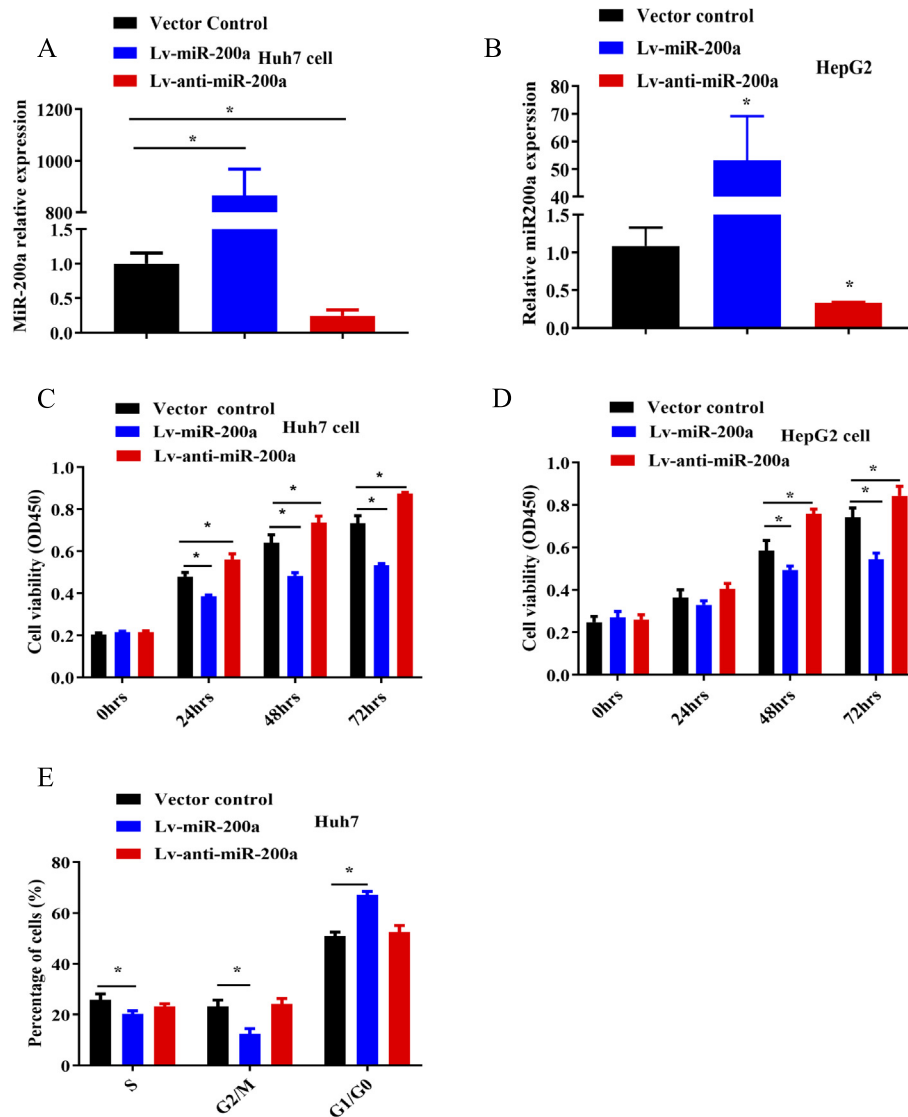 A
Vector Control
Lv-miR-200a
Lv-anti-miR-200a
Huh7 cell
MiR-200a relative expression
1200
1000
800
1.5
1.0
0.5
0.0
*
*
B
Vector control
Lv-miR-200a
Lv-anti-miR-200a
HepG2
Relative miR200a experssion
80
70
60
50
40
1.5
1.0
0.5
0.0
*
*
C
Vector control
Lv-miR-200a
Lv-anti-miR-200a
Huh7 cell
Cell viability (OD450)
1.0
0.8
0.6
0.4
0.2
0.0
*
*
*
*
*
*
0hrs
24hrs
48hrs
72hrs
D
Vector control
Lv-miR-200a
Lv-anti-miR-200a
HepG2 cell
Cell viability (OD450)
1.0
0.8
0.6
0.4
0.2
0.0
*
*
*
*
0hrs
24hrs
48hrs
72hrs
E
Vector control
Lv-miR-200a
Lv-anti-miR-200a
Huh7
Percentage of cells (%)
80
60
40
20
0
*
*
*
S
G2/M
G1/G0